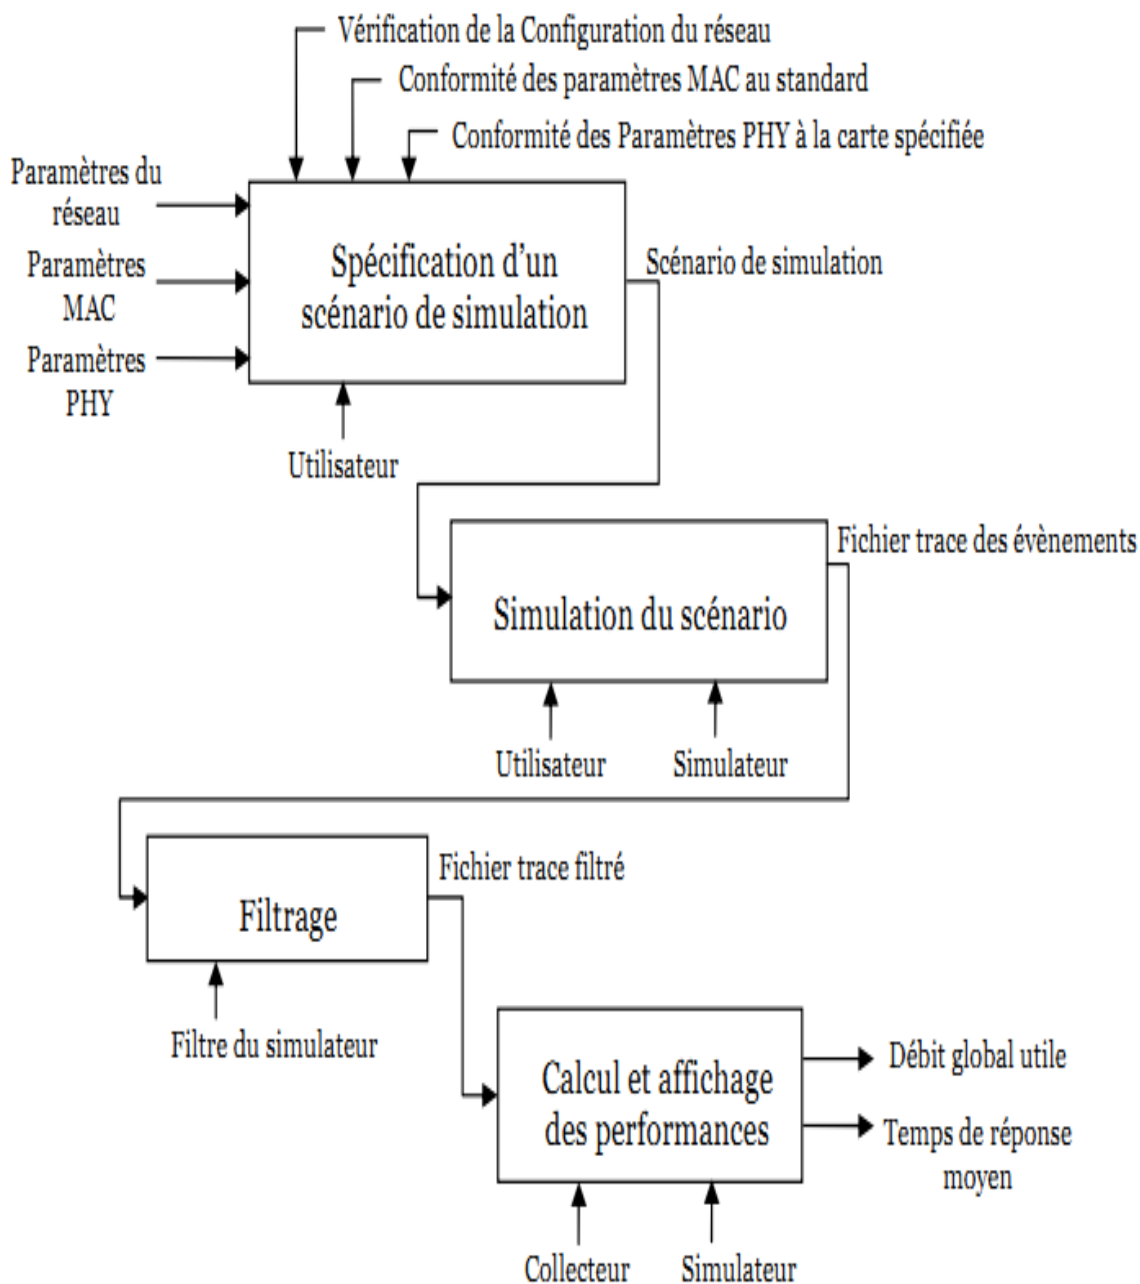 Vérification de la Configuration du réseau
Conformité des paramètres MAC au standard
Conformité des Paramètres PHY à la carte spécifiée
Paramètres du
réseau
Paramètres
MAC
Paramètres
PHY
Spécification d'un
scénario de simulation
Scénario de simulation
Utilisateur
Fichier trace des évènements
Simulation du scénario
Utilisateur
Simulateur
Fichier trace filtré
Filtrage
Filtre du simulateur
Calcul et affichage
des performances
Débit global utile
Temps de réponse
moyen
Collecteur
Simulateur